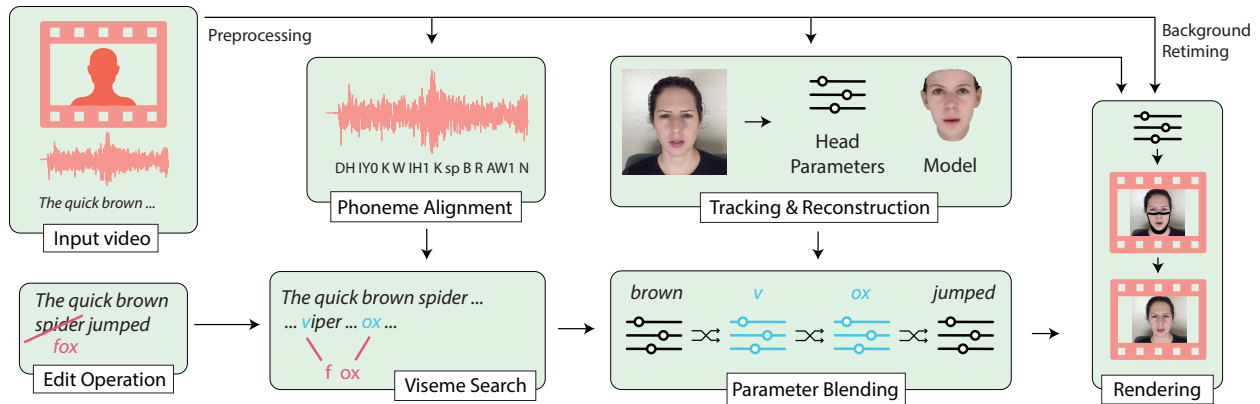 Preprocessing
Background
Retiming
The quick brown ...
Input video
DH IY0 K W IH1 K sp B R AW1 N
Phoneme Alignment
Head
Parameters
Model
Tracking & Reconstruction
The quick brown
spider jumped
fox
Edit Operation
The quick brown spider ...
... viper ... ox ...
f ox
Viseme Search
brown v ox jumped
Parameter Blending
Rendering